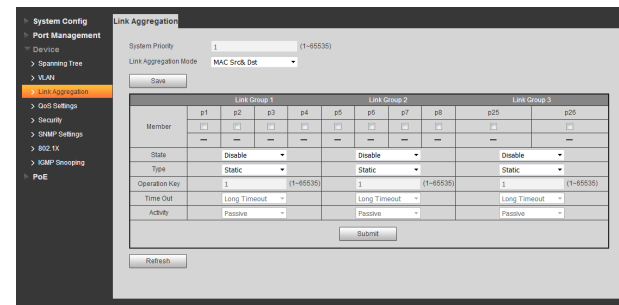 System Config
Port Management
Device
> Spanning Tree
> VLAN
> Link Aggregation
> QoS Settings
> Security
> SNMP Settings
> 802.1X
> IGMP Snooping
PoE
Link Aggregation
System Priority 1 (1~65535)
Link Aggregation Mode MAC Src& Dst
Save
Link Group 1 Link Group 2 Link Group 3
Member p1 p2 p3 p4 p5 p6 p7 p8 p25 p26
— — — — — — — — — —
State Disable Disable Disable
Type Static Static Static
Operation Key 1 (1~65535) 1 (1~65535) 1 (1~65535)
Time Out Long Timeout Long Timeout Long Timeout
Activity Passive Passive Passive
Submit
Refresh